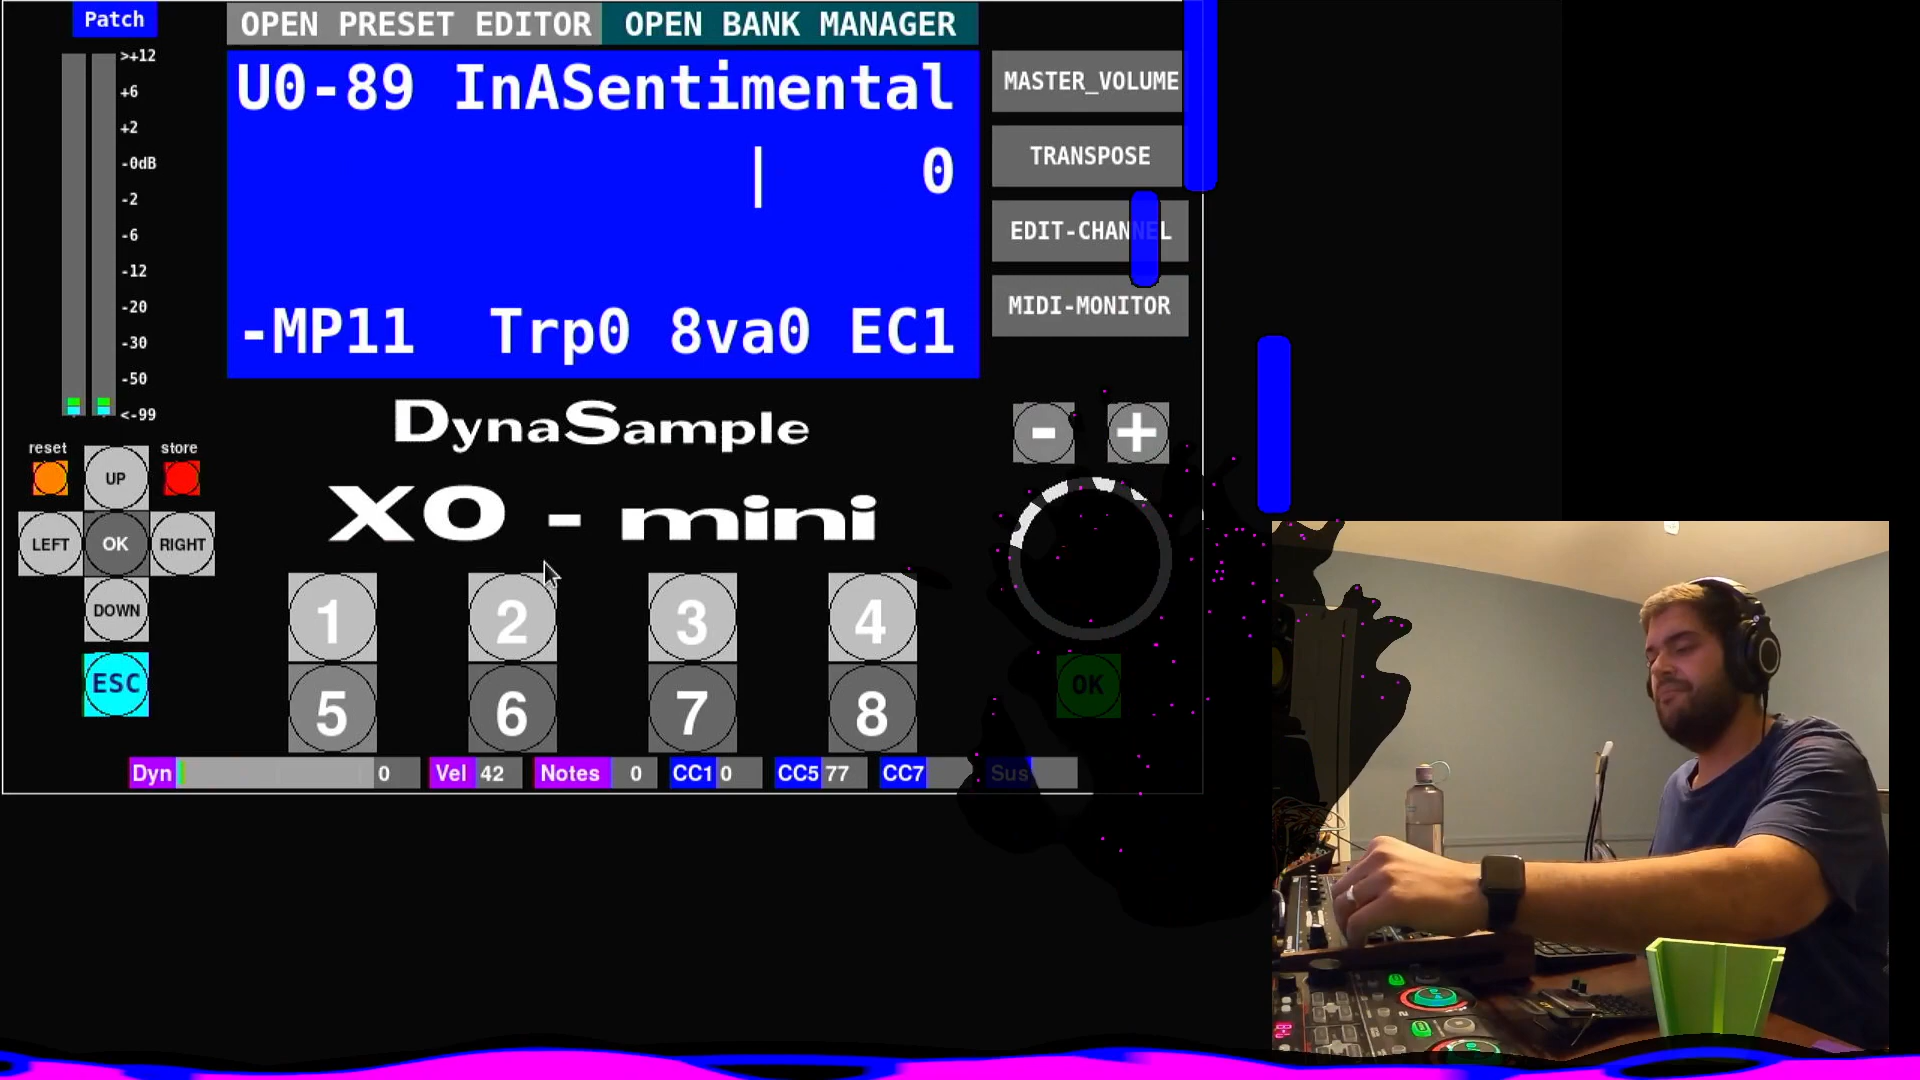 Patch
OPEN PRESET EDITOR
OPEN BANK MANAGER
>+12
+6
+2
-0dB
-2
-6
-12
-20
-30
-50
<-99
U0-89 InASentimental
| 0
-MP11 Trp0 8va0 EC1
MASTER_VOLUME
TRANSPOSE
EDIT-CHANNEL
MIDI-MONITOR
DynaSample
XO - mini
- +
reset
store
UP
LEFT OK RIGHT
DOWN
ESC
OK
1 2 3 4
5 6 7 8
Dyn 0 Vel 42 Notes 0 CC1 0 CC5 77 CC7 Sus